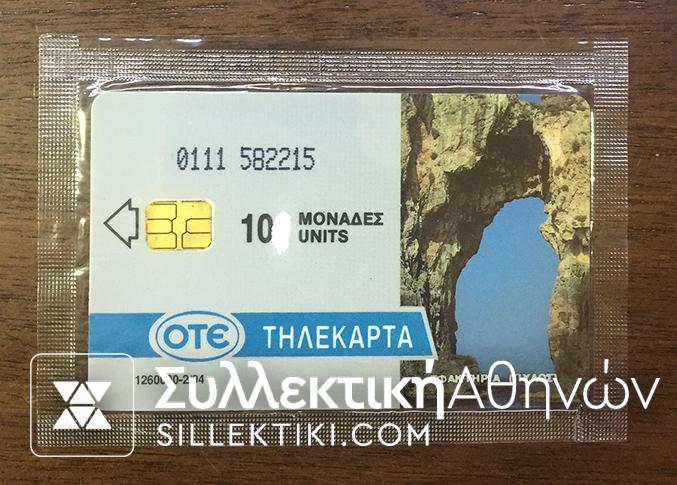 0111 582215
10 ΜΟΝΑΔΕΣ
UNITS
ΟΤΕ ΤΗΛΕΚΑΡΤΑ
ΣυλλεκτικήΑθηνών
SILLEKTIKI.COM